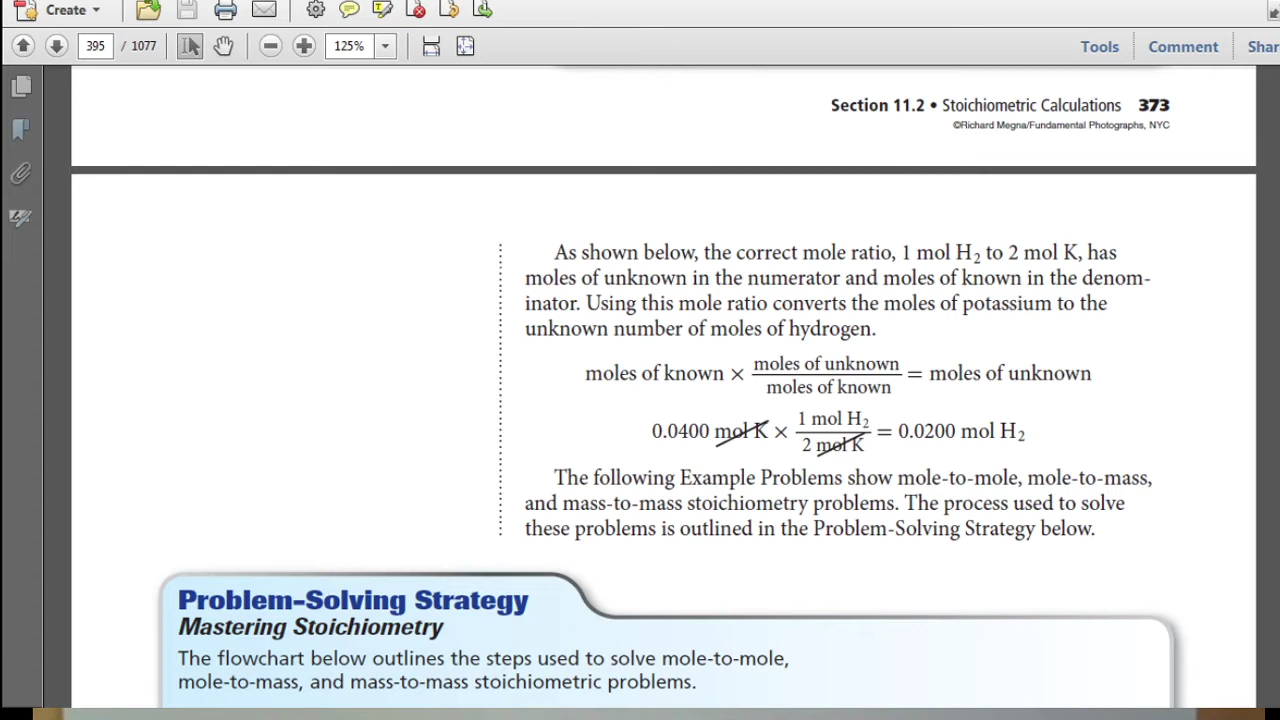 Create
395 / 1077
125%
Tools
Comment
Shar
Section 11.2 • Stoichiometric Calculations 373
©Richard Megna/Fundamental Photographs, NYC
As shown below, the correct mole ratio, 1 mol H₂ to 2 mol K, has
moles of unknown in the numerator and moles of known in the denom-
inator. Using this mole ratio converts the moles of potassium to the
unknown number of moles of hydrogen.
moles of known × moles of unknown / moles of known = moles of unknown
0.0400 mol K × 1 mol H₂ / 2 mol K = 0.0200 mol H₂
The following Example Problems show mole-to-mole, mole-to-mass,
and mass-to-mass stoichiometry problems. The process used to solve
these problems is outlined in the Problem-Solving Strategy below.
Problem-Solving Strategy
Mastering Stoichiometry
The flowchart below outlines the steps used to solve mole-to-mole,
mole-to-mass, and mass-to-mass stoichiometric problems.